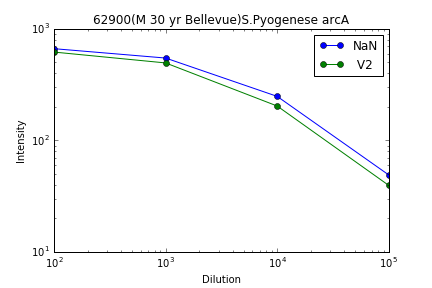 62900(M 30 yr Bellevue)S.Pyogenese arcA
10³
NaN
V2
10²
Intensity
10¹
10² 10³ 10⁴ 10⁵
Dilution